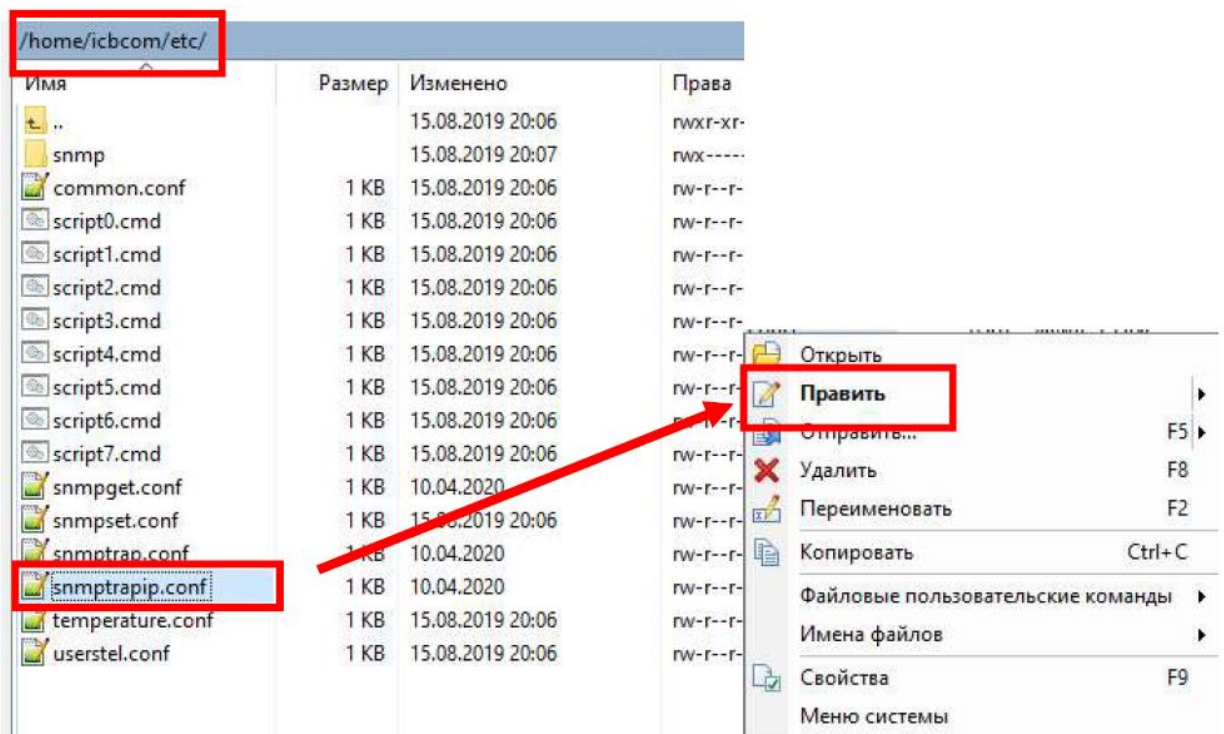 /home/icbcom/etc/
Имя Размер Изменено Права
.. 15.08.2019 20:06 rwxr-xr-
snmp 15.08.2019 20:07 rwx-----
common.conf 1 KB 15.08.2019 20:06 rw-r--r-
script0.cmd 1 KB 15.08.2019 20:06 rw-r--r-
script1.cmd 1 KB 15.08.2019 20:06 rw-r--r-
script2.cmd 1 KB 15.08.2019 20:06 rw-r--r-
script3.cmd 1 KB 15.08.2019 20:06 rw-r--r-
script4.cmd 1 KB 15.08.2019 20:06 rw-r--r-
script5.cmd 1 KB 15.08.2019 20:06 rw-r--r-
script6.cmd 1 KB 15.08.2019 20:06 rw-r--r-
script7.cmd 1 KB 15.08.2019 20:06 rw-r--r-
snmpget.conf 1 KB 10.04.2020 rw-r--r-
snmpset.conf 1 KB 15.08.2019 20:06 rw-r--r-
snmptrap.conf 1 KB 10.04.2020 rw-r--r-
snmptrapip.conf 1 KB 10.04.2020 rw-r--r-
temperature.conf 1 KB 15.08.2019 20:06 rw-r--r-
userstel.conf 1 KB 15.08.2019 20:06 rw-r--r-
Открыть
Править
Отправить... F5
Удалить F8
Переименовать F2
Копировать Ctrl+C
Файловые пользовательские команды
Имена файлов
Свойства F9
Меню системы